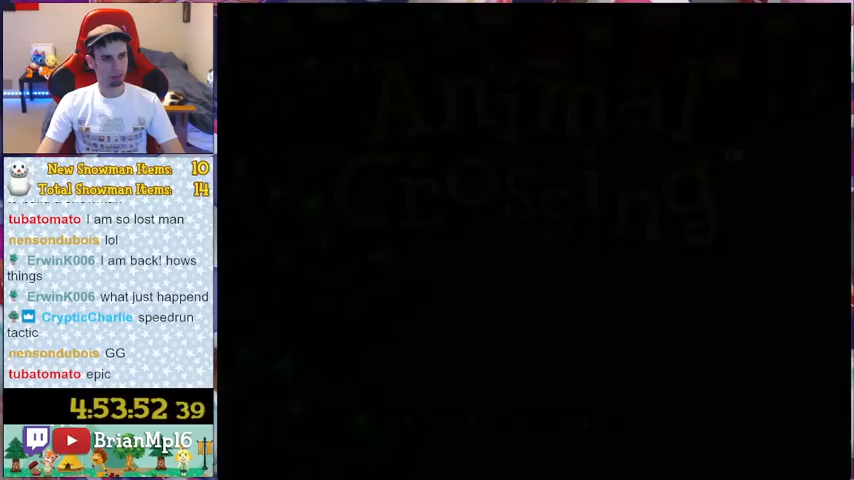 Animal
Crossing
New Snowman Items: 10
Total Snowman Items: 14
tubatomato I am so lost man
nensondubois lol
ErwinK006 I am back! hows
things
ErwinK006 what just happend
CrypticCharlie speedrun
tactic
nensondubois GG
tubatomato epic
4:53:52 39
BrianMp16